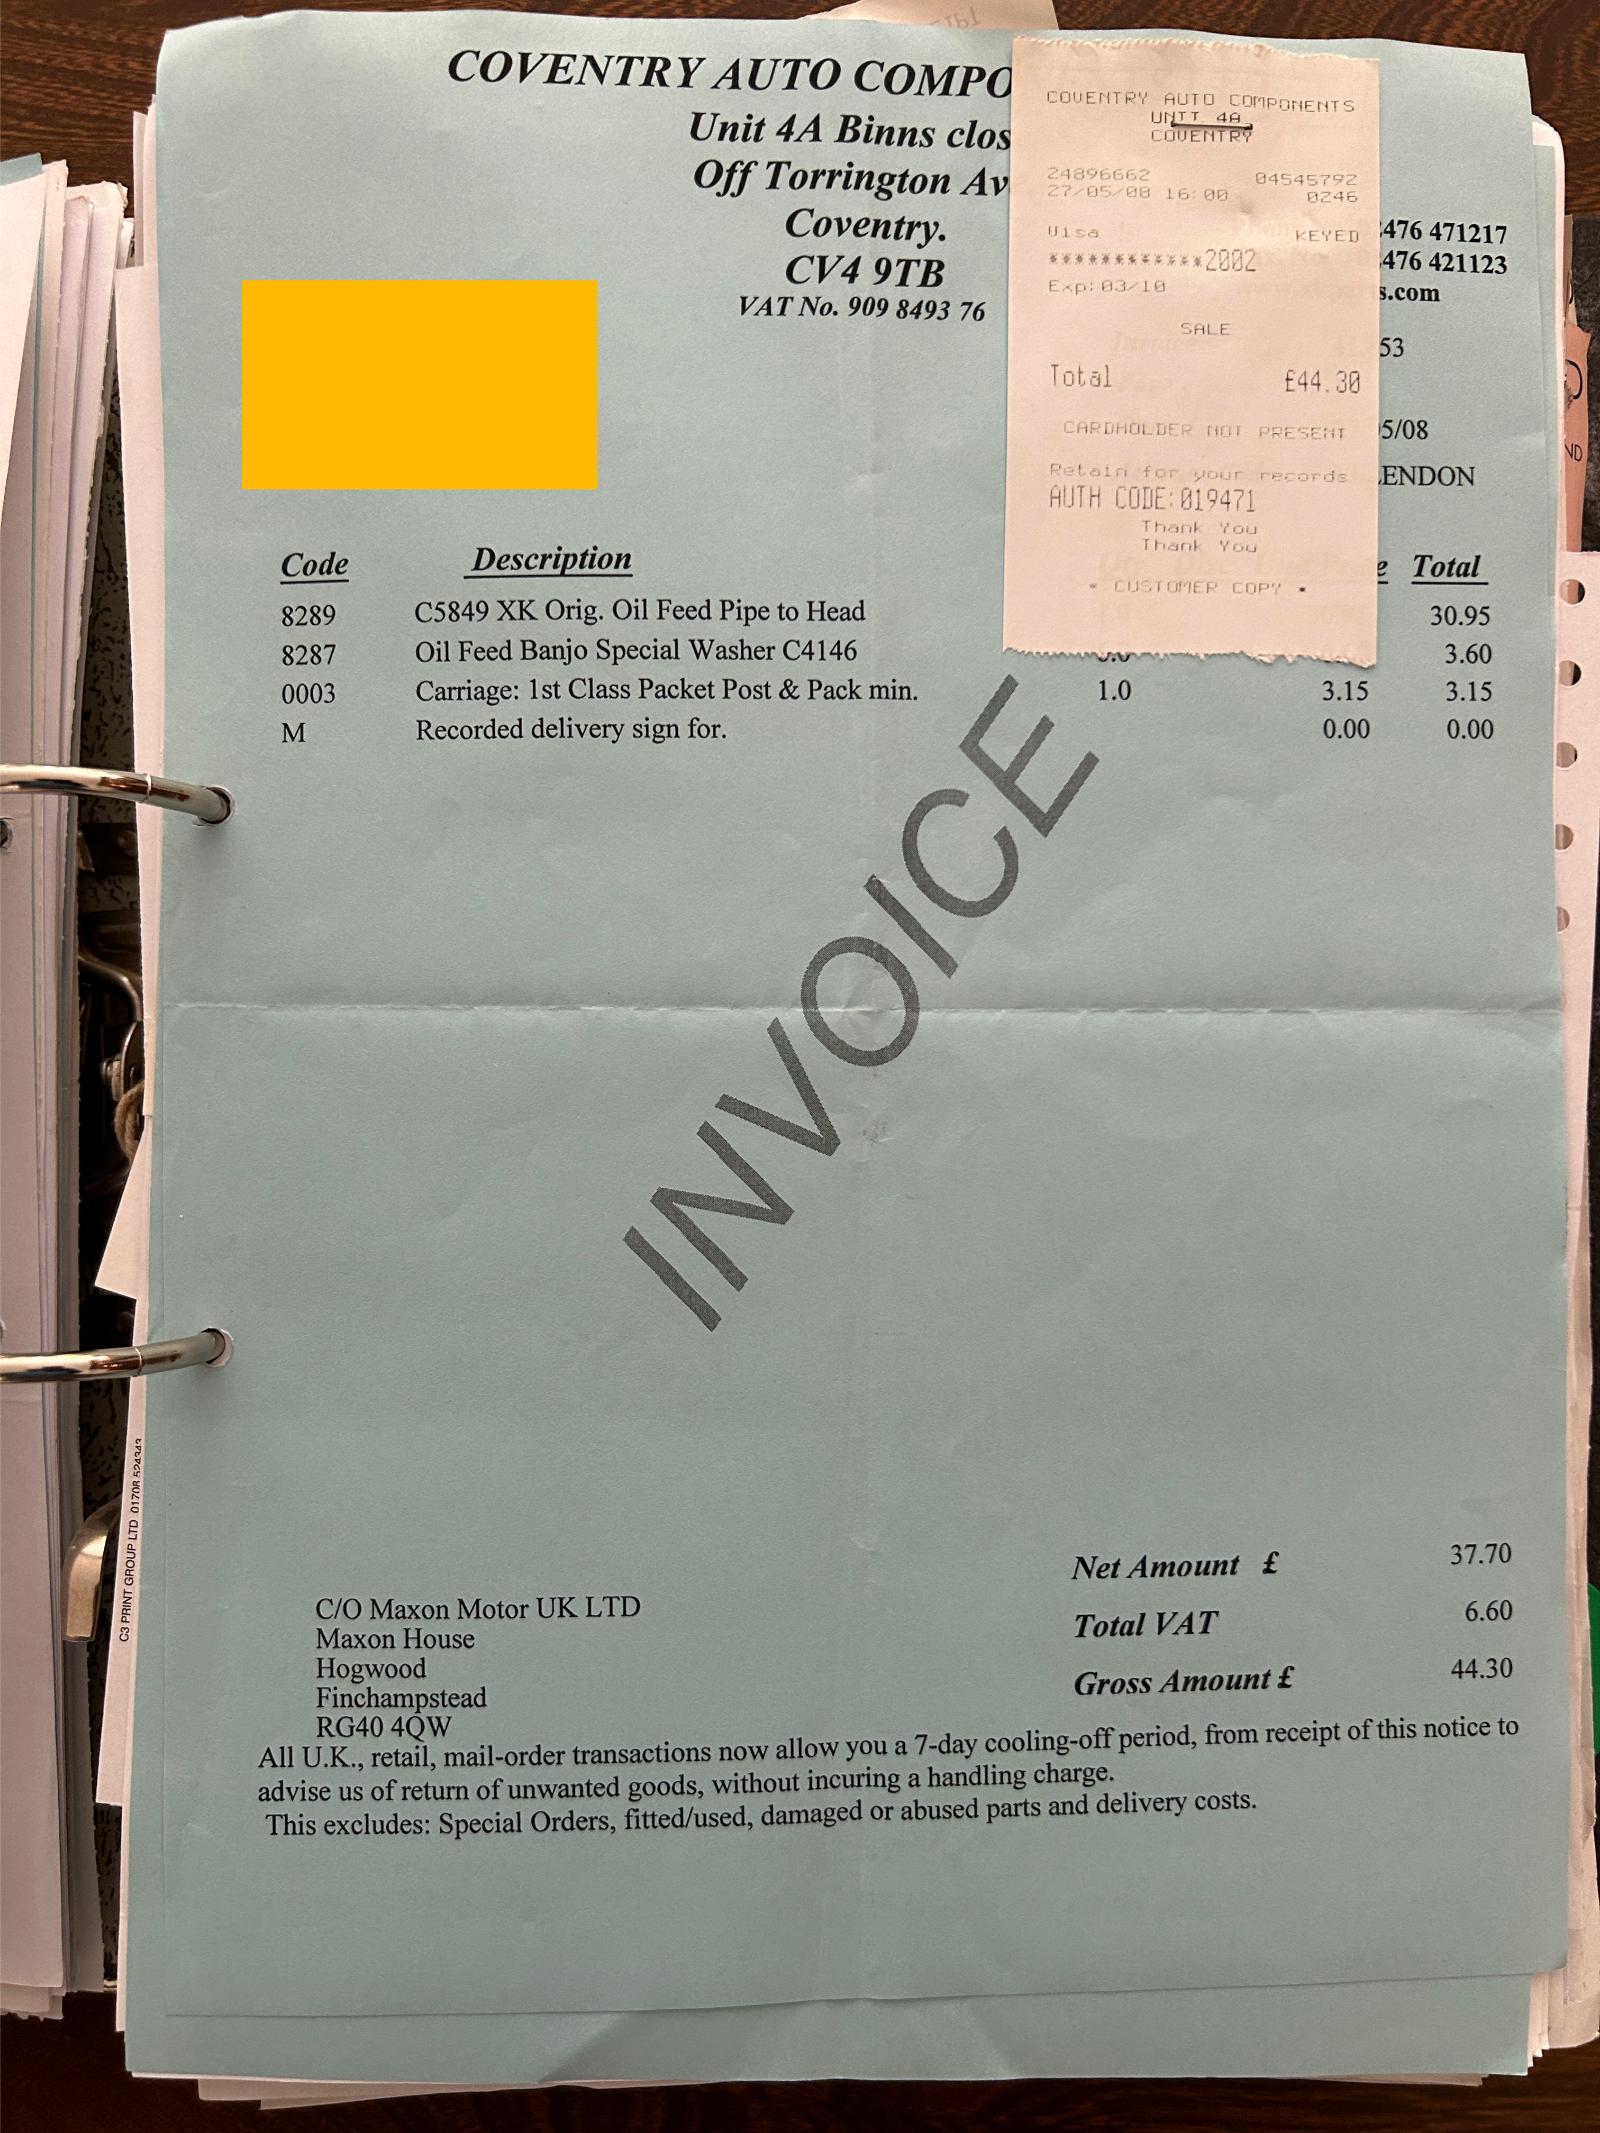 COVENTRY AUTO COMPO
Unit 4A Binns clos
Off Torrington Av
Coventry.
CV4 9TB
VAT No. 909 8493 76
476 471217
476 421123
s.com
53
5/08
LENDON
COVENTRY AUTO COMPONENTS
UNIT 4A
COVENTRY
24896662 04545792
27/05/08 16:00 0246
Visa KEYED
************2002
Exp:03/10
SALE
Total £44.30
CARDHOLDER NOT PRESENT
Retain for your records
AUTH CODE:019471
Thank You
Thank You
* CUSTOMER COPY *
Code Description e Total
8289 C5849 XK Orig. Oil Feed Pipe to Head 30.95
8287 Oil Feed Banjo Special Washer C4146 3.60
0003 Carriage: 1st Class Packet Post & Pack min. 1.0 3.15 3.15
M Recorded delivery sign for. 0.00 0.00
INVOICE
Net Amount £ 37.70
Total VAT 6.60
Gross Amount £ 44.30
C/O Maxon Motor UK LTD
Maxon House
Hogwood
Finchampstead
RG40 4QW
All U.K., retail, mail-order transactions now allow you a 7-day cooling-off period, from receipt of this notice to
advise us of return of unwanted goods, without incuring a handling charge.
This excludes: Special Orders, fitted/used, damaged or abused parts and delivery costs.
C3 PRINT GROUP LTD 01708 524343